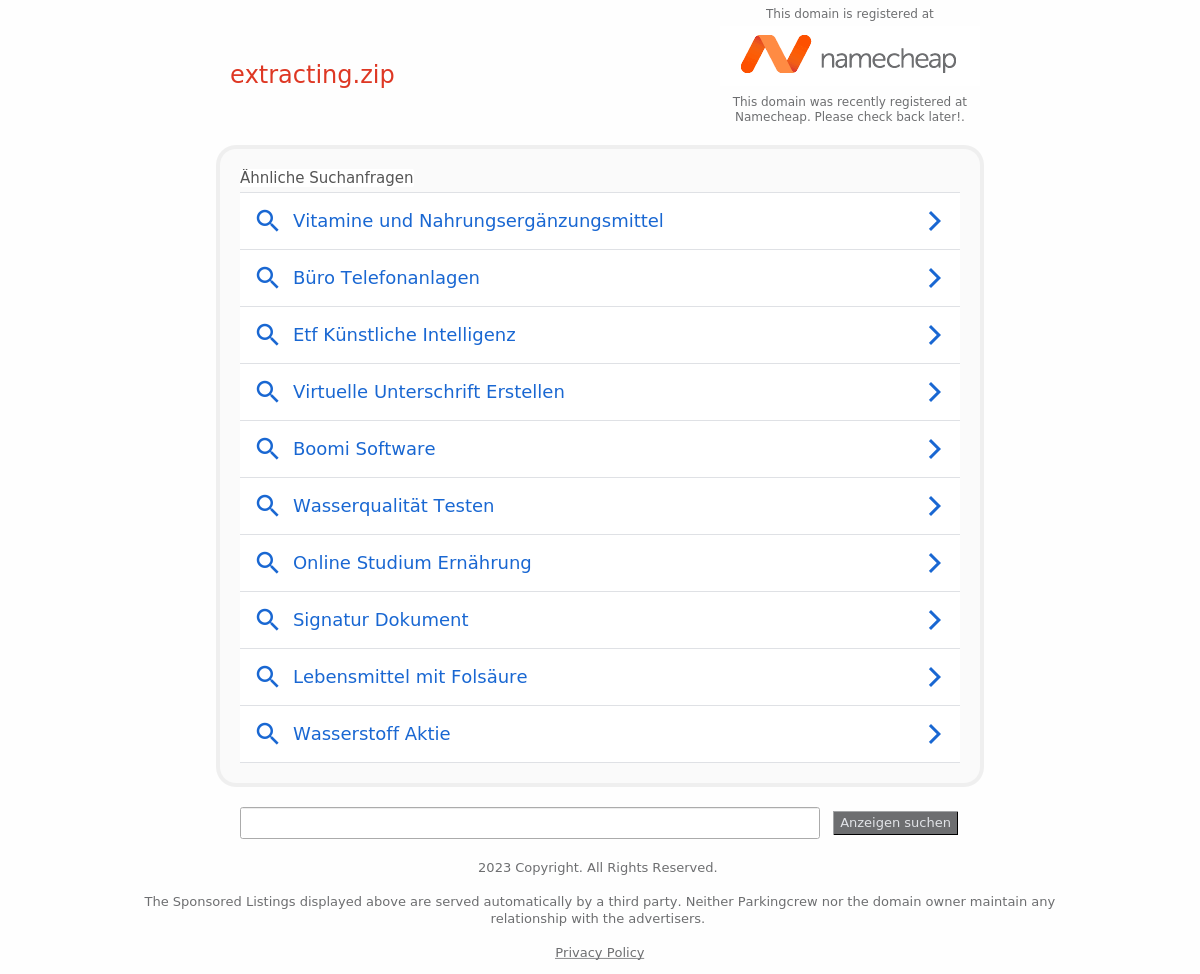 This domain is registered at
namecheap
extracting.zip
This domain was recently registered at
Namecheap. Please check back later!.
Ähnliche Suchanfragen
Vitamine und Nahrungsergänzungsmittel
Büro Telefonanlagen
Etf Künstliche Intelligenz
Virtuelle Unterschrift Erstellen
Boomi Software
Wasserqualität Testen
Online Studium Ernährung
Signatur Dokument
Lebensmittel mit Folsäure
Wasserstoff Aktie
Anzeigen suchen
2023 Copyright. All Rights Reserved.
The Sponsored Listings displayed above are served automatically by a third party. Neither Parkingcrew nor the domain owner maintain any
relationship with the advertisers.
Privacy Policy